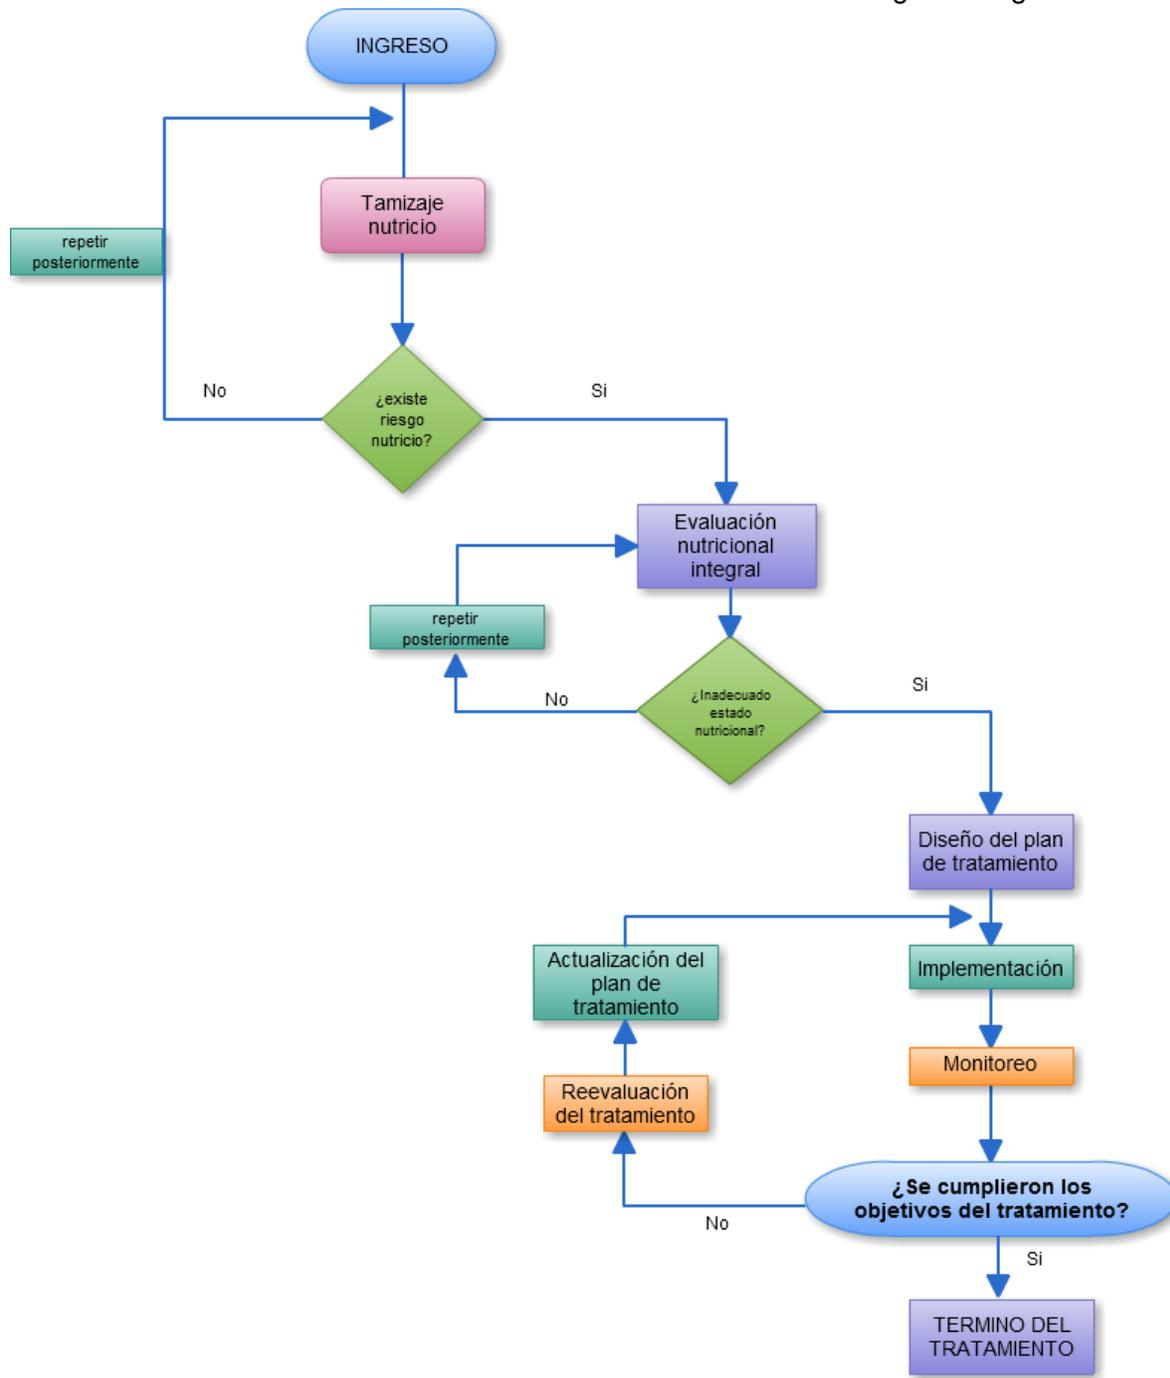 INGRESO
Tamizaje
nutricio
repetir
posteriormente
No
¿existe
riesgo
nutricio?
Si
Evaluación
nutricional
integral
repetir
posteriormente
No
¿Inadecuado
estado
nutricional?
Si
Diseño del plan
de tratamiento
Actualización del
plan de
tratamiento
Implementación
Monitoreo
Reevaluación
del tratamiento
¿Se cumplieron los
objetivos del tratamiento?
No
Si
TERMINO DEL
TRATAMIENTO